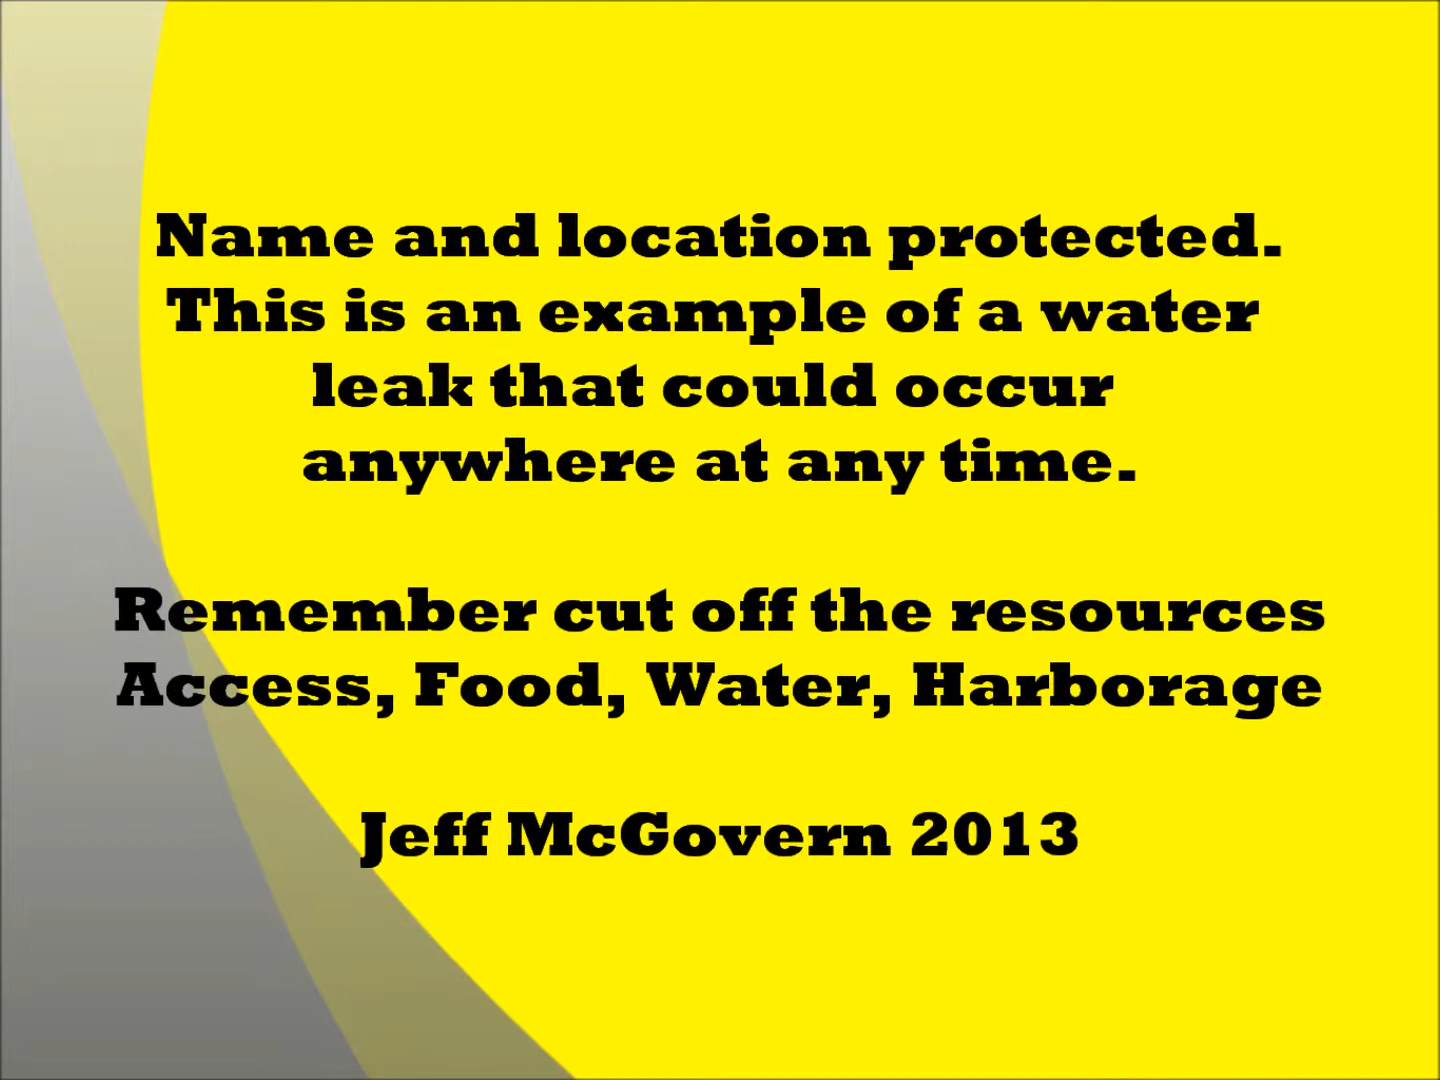 Name and location protected.
This is an example of a water
leak that could occur
anywhere at any time.
Remember cut off the resources
Access, Food, Water, Harborage
Jeff McGovern 2013